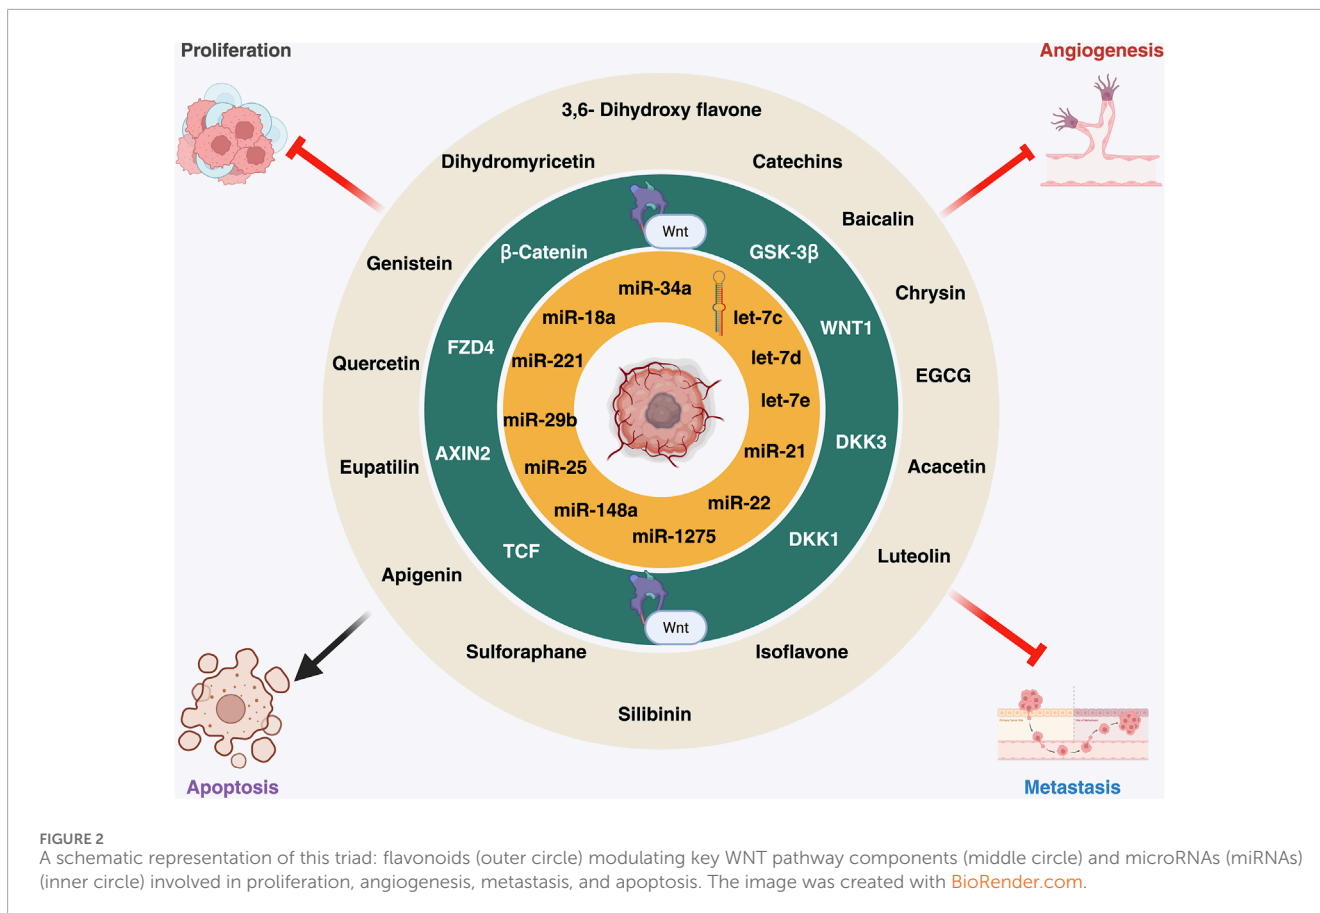 Proliferation
Angiogenesis
3,6- Dihydroxy flavone
Dihydromyricetin
Catechins
Baicalin
Genistein
Chrysin
Quercetin
EGCG
Eupatilin
Acacetin
Apigenin
Luteolin
Sulforaphane
Isoflavone
Silibinin
Wnt
β-Catenin
GSK-3β
FZD4
WNT1
AXIN2
DKK3
TCF
DKK1
Wnt
miR-34a
miR-18a
let-7c
miR-221
let-7d
let-7e
miR-29b
miR-21
miR-25
miR-22
miR-148a
miR-1275
Apoptosis
Metastasis
FIGURE 2
A schematic representation of this triad: flavonoids (outer circle) modulating key WNT pathway components (middle circle) and microRNAs (miRNAs)
(inner circle) involved in proliferation, angiogenesis, metastasis, and apoptosis. The image was created with BioRender.com.